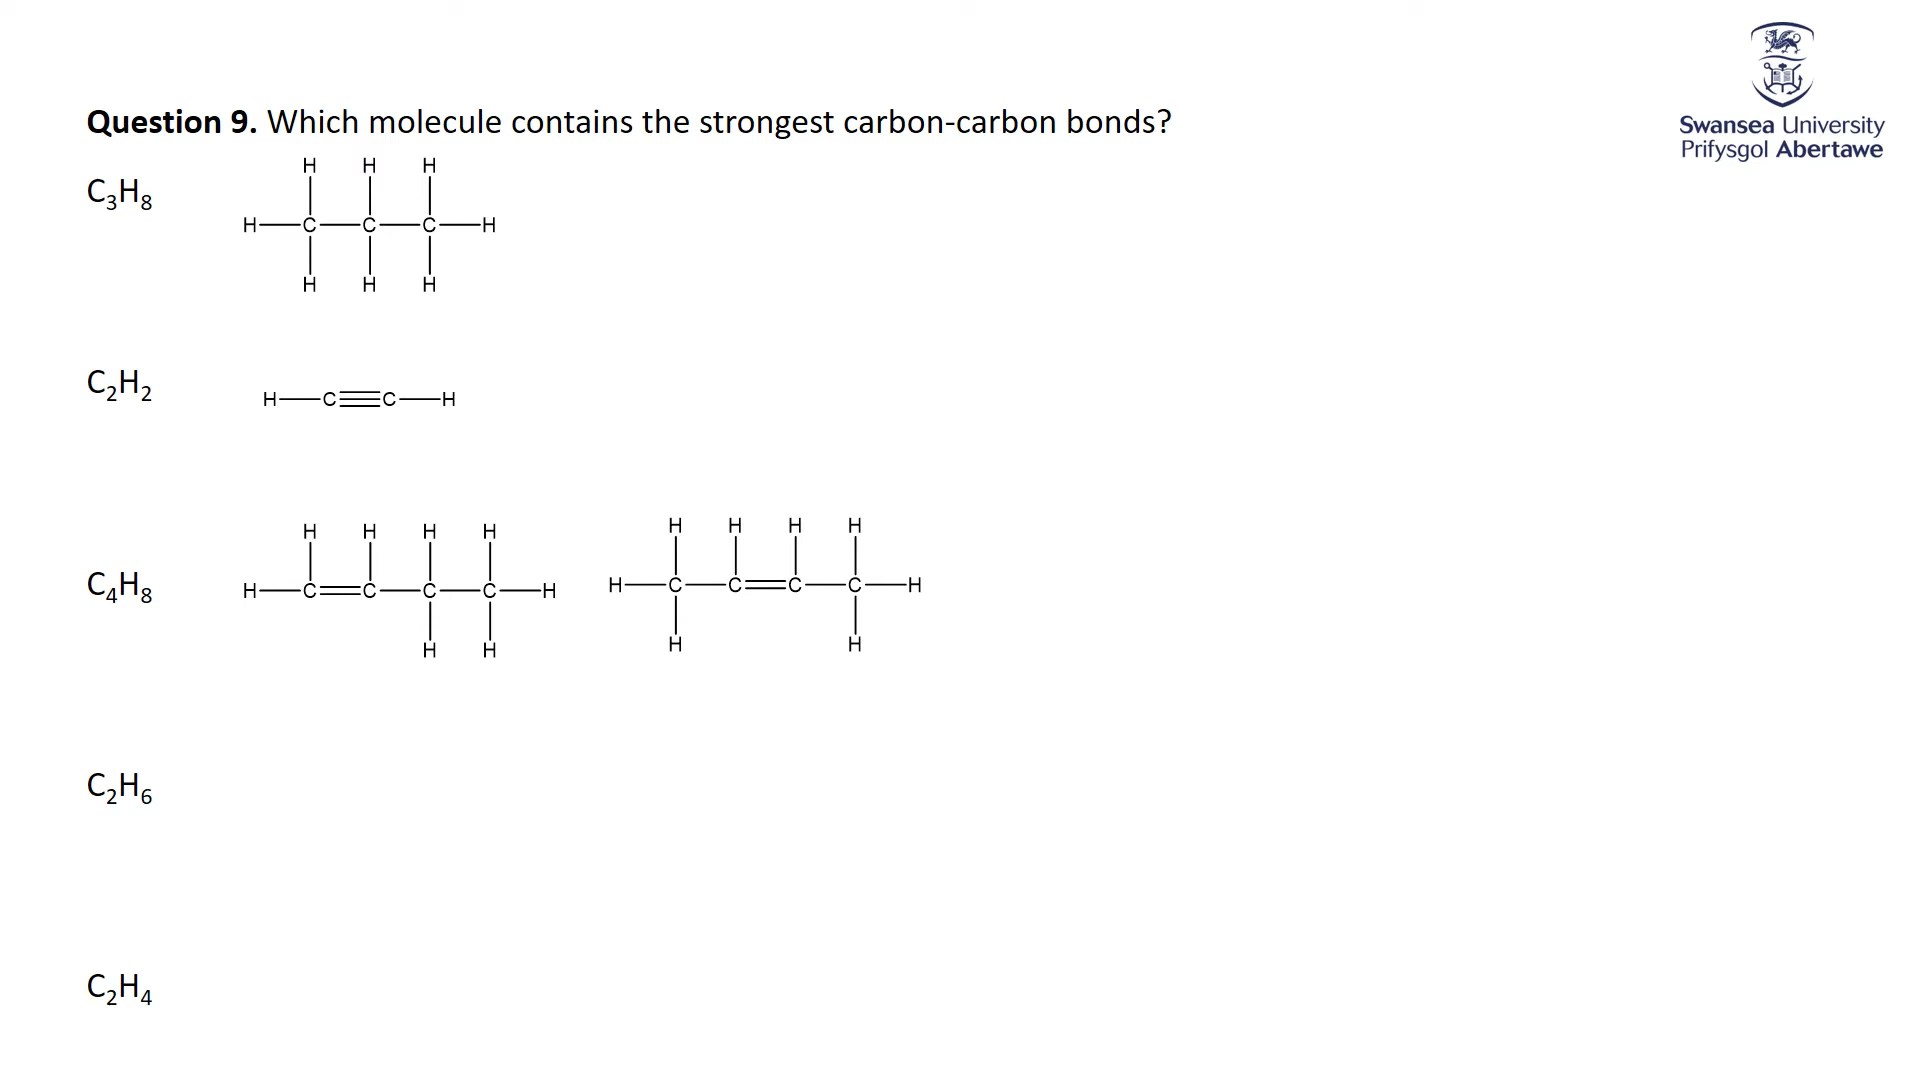 Swansea University
Prifysgol Abertawe
Question 9. Which molecule contains the strongest carbon-carbon bonds?
C₃H₈
H H H
H C C C H
H H H
C₂H₂
H C C H
C₄H₈
H H H H
H C C C C H
H H
H H H H
H C C C C H
H H
C₂H₆
C₂H₄